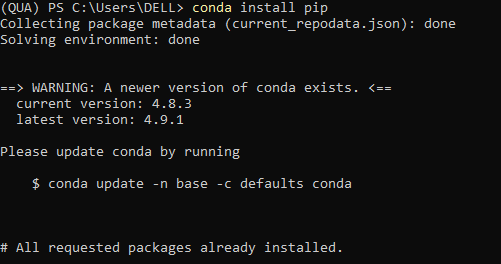 (QUA) PS C:\Users\DELL> conda install pip
Collecting package metadata (current_repodata.json): done
Solving environment: done
==> WARNING: A newer version of conda exists. <==
current version: 4.8.3
latest version: 4.9.1
Please update conda by running
$ conda update -n base -c defaults conda
# All requested packages already installed.